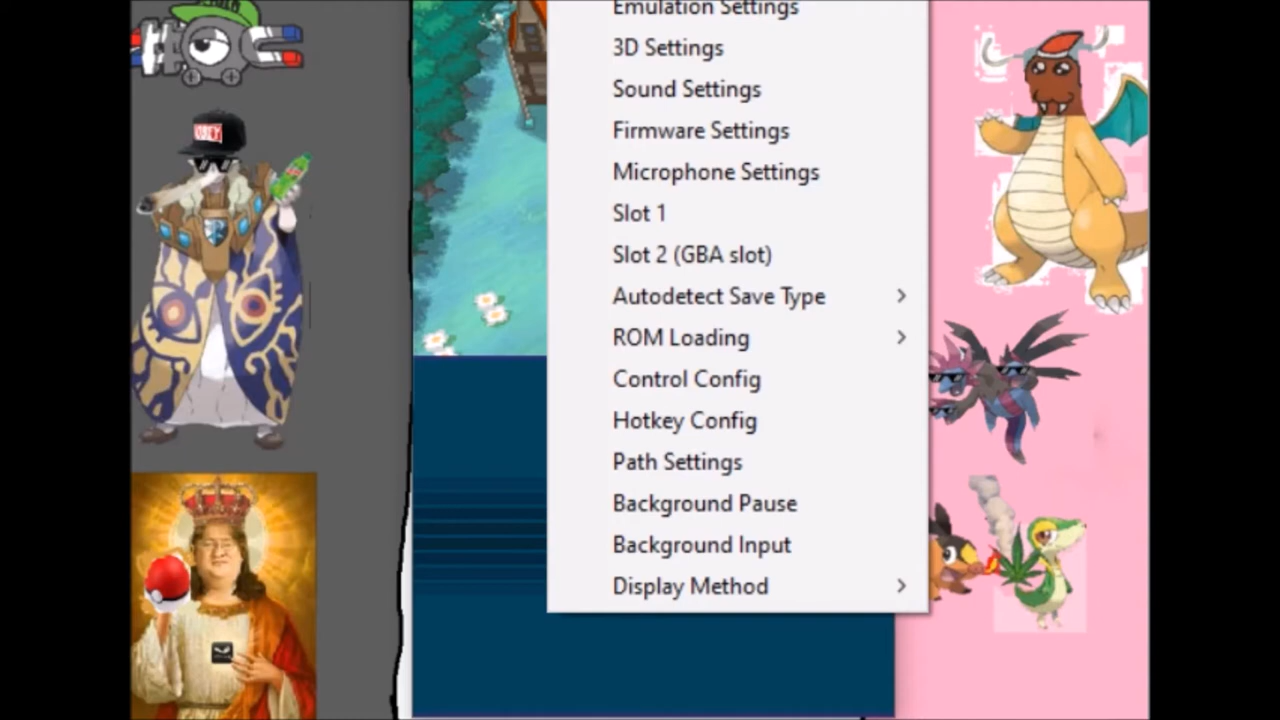 OBEY
Emulation Settings
3D Settings
Sound Settings
Firmware Settings
Microphone Settings
Slot 1
Slot 2 (GBA slot)
Autodetect Save Type
ROM Loading
Control Config
Hotkey Config
Path Settings
Background Pause
Background Input
Display Method